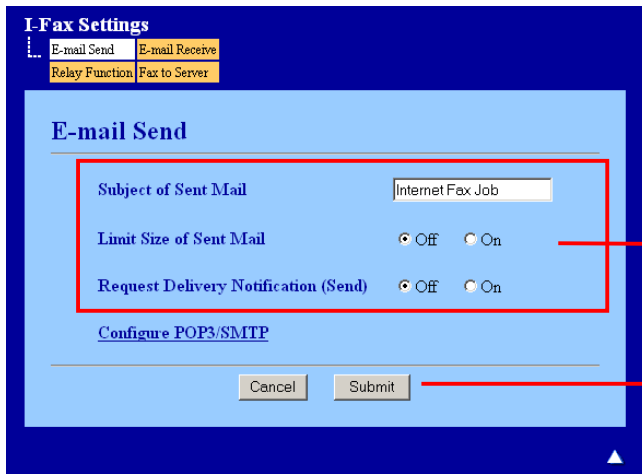 I-Fax Settings
E-mail Send E-mail Receive
Relay Function Fax to Server
E-mail Send
Subject of Sent Mail Internet Fax Job
Limit Size of Sent Mail Off On
Request Delivery Notification (Send) Off On
Configure POP3/SMTP
Cancel Submit